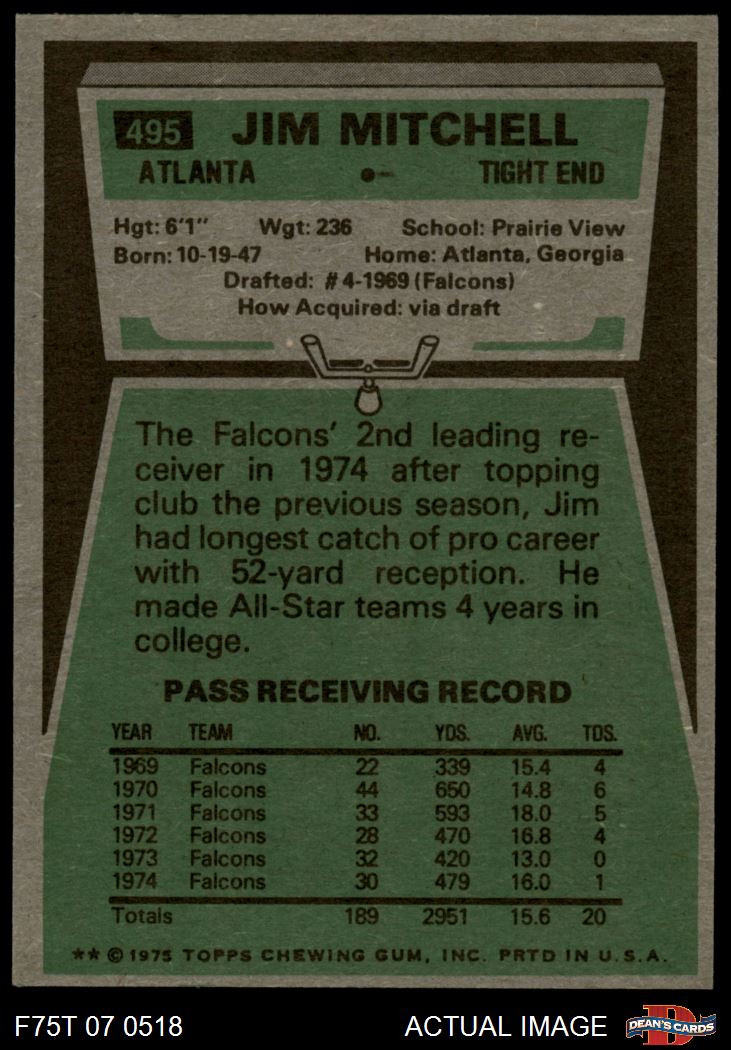 495 JIM MITCHELL
ATLANTA TIGHT END
Hgt: 6'1" Wgt: 236 School: Prairie View
Born: 10-19-47 Home: Atlanta, Georgia
Drafted: #4-1969 (Falcons)
How Acquired: via draft
The Falcons' 2nd leading re-
ceiver in 1974 after topping
club the previous season, Jim
had longest catch of pro career
with 52-yard reception. He
made All-Star teams 4 years in
college.
PASS RECEIVING RECORD
YEAR TEAM NO. YDS. AVG. TDS.
1969 Falcons 22 339 15.4 4
1970 Falcons 44 650 14.8 6
1971 Falcons 33 593 18.0 5
1972 Falcons 28 470 16.8 4
1973 Falcons 32 420 13.0 0
1974 Falcons 30 479 16.0 1
Totals 189 2951 15.6 20
** © 1975 TOPPS CHEWING GUM, INC. PRTD IN U.S.A.
F75T 07 0518 ACTUAL IMAGE D DEAN'S CARDS